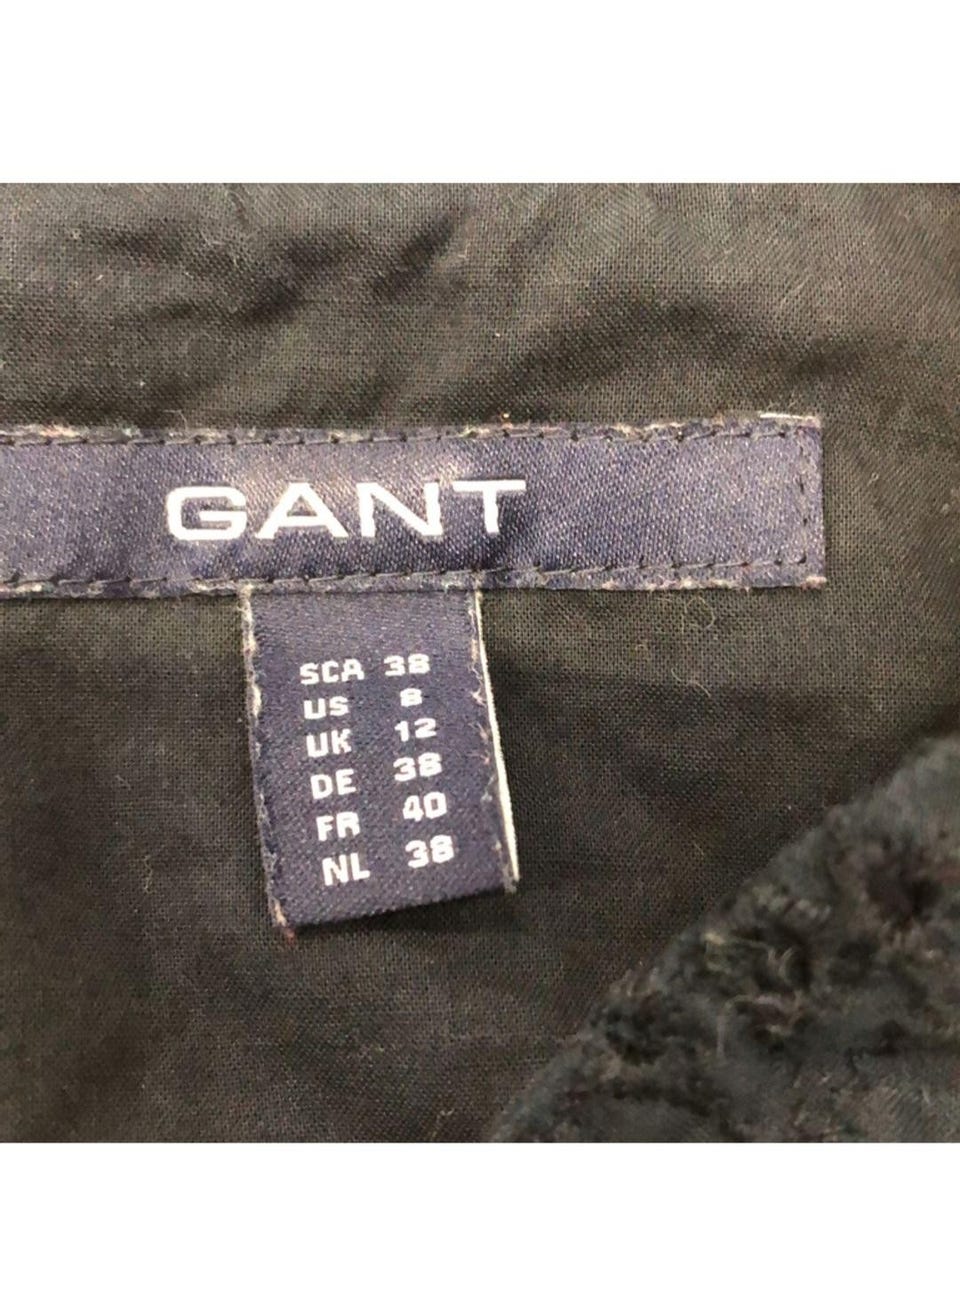 GANT
SCA 38
US 8
UK 12
DE 38
FR 40
NL 38